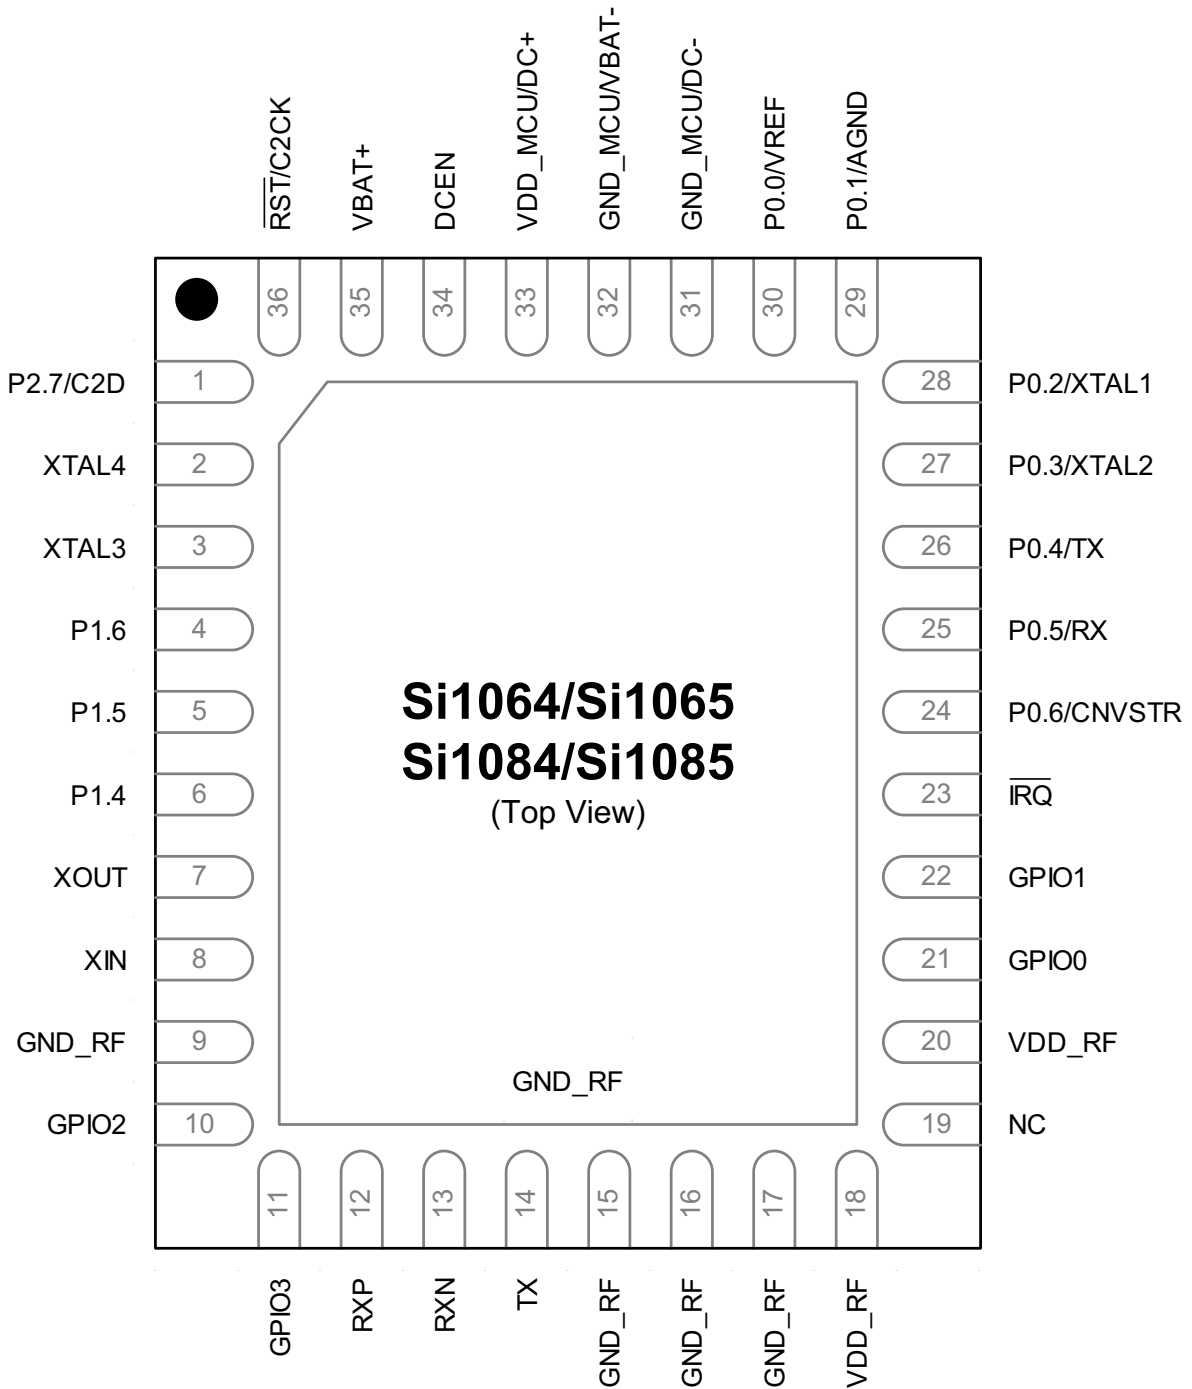 RST/C2CK
VBAT+
DCEN
VDD_MCU/DC+
GND_MCU/VBAT-
GND_MCU/DC-
P0.0/VREF
P0.1/AGND
36
35
34
33
32
31
30
29
P2.7/C2D
1
XTAL4
2
XTAL3
3
P1.6
4
P1.5
5
P1.4
6
XOUT
7
XIN
8
GND_RF
9
GPIO2
10
Si1064/Si1065
Si1084/Si1085
(Top View)
GND_RF
28
P0.2/XTAL1
27
P0.3/XTAL2
26
P0.4/TX
25
P0.5/RX
24
P0.6/CNVSTR
23
IRQ
22
GPIO1
21
GPIO0
20
VDD_RF
19
NC
11
12
13
14
15
16
17
18
GPIO3
RXP
RXN
TX
GND_RF
GND_RF
GND_RF
VDD_RF